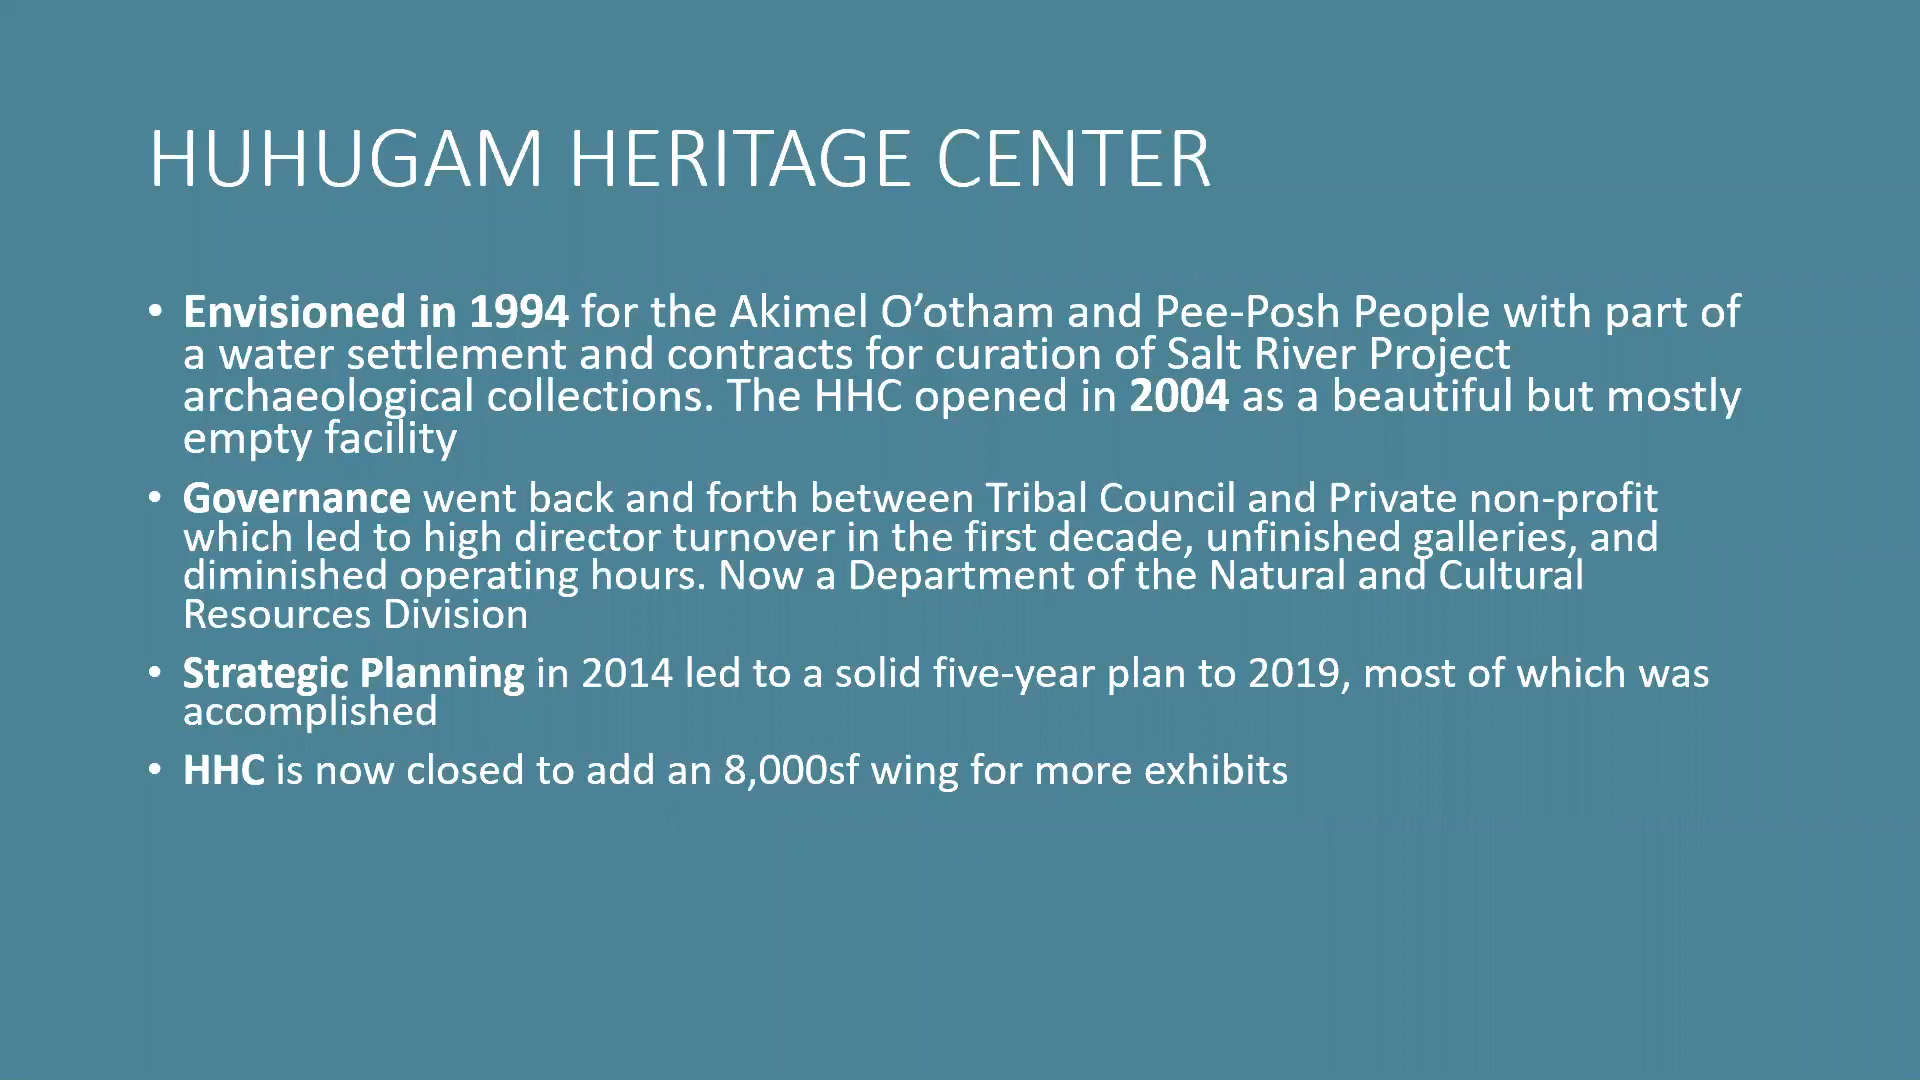 HUHUGAM HERITAGE CENTER
• Envisioned in 1994 for the Akimel O’otham and Pee-Posh People with part of
a water settlement and contracts for curation of Salt River Project
archaeological collections. The HHC opened in 2004 as a beautiful but mostly
empty facility
• Governance went back and forth between Tribal Council and Private non-profit
which led to high director turnover in the first decade, unfinished galleries, and
diminished operating hours. Now a Department of the Natural and Cultural
Resources Division
• Strategic Planning in 2014 led to a solid five-year plan to 2019, most of which was
accomplished
• HHC is now closed to add an 8,000sf wing for more exhibits